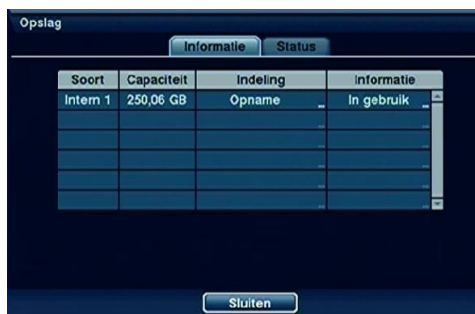 Opslag
Informatie Status
Soort Capaciteit Indeling Informatie
Intern 1 250,06 GB Opname ... In gebruik ...
Sluiten